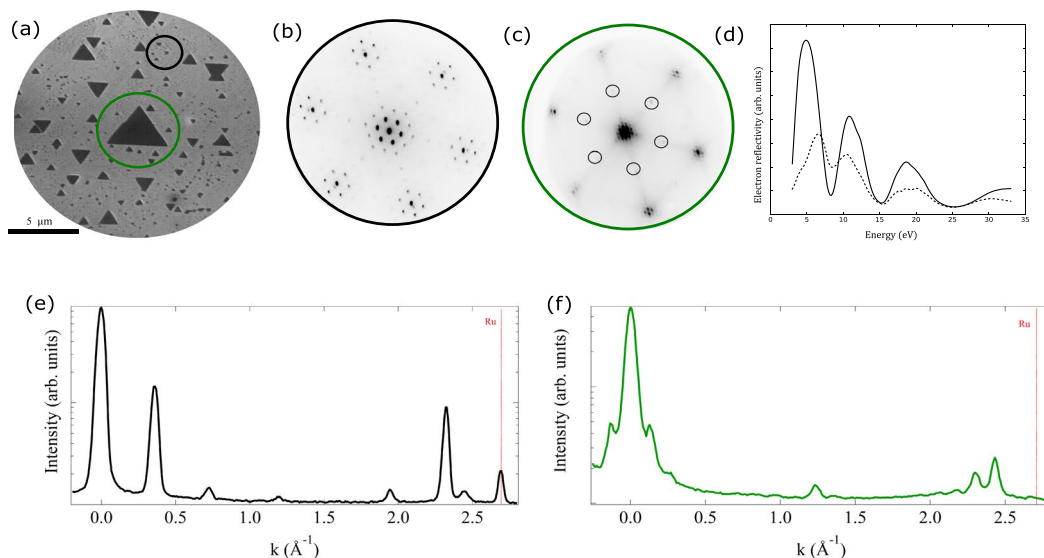 (a)
(b)
(c)
(d)
5 μm
Electron reflectivity (arb. units)
0 5 10 15 20 25 30 35
Energy (eV)
(e)
Intensity (arb. units)
Ru
0.0 0.5 1.0 1.5 2.0 2.5
k (Å⁻¹)
(f)
Intensity (arb. units)
Ru
0.0 0.5 1.0 1.5 2.0 2.5
k (Å⁻¹)